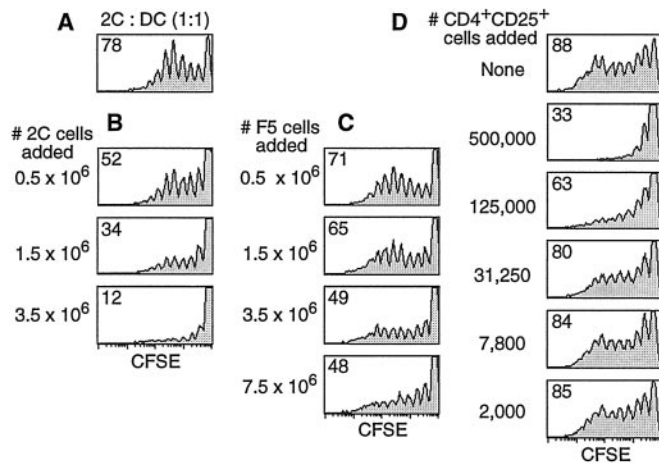 A 2C : DC (1:1)
78
# 2C cells added B
0.5 x 10⁶ 52
1.5 x 10⁶ 34
3.5 x 10⁶ 12
CFSE
# F5 cells added C
0.5 x 10⁶ 71
1.5 x 10⁶ 65
3.5 x 10⁶ 49
7.5 x 10⁶ 48
CFSE
D # CD4⁺CD25⁺
cells added
None 88
500,000 33
125,000 63
31,250 80
7,800 84
2,000 85
CFSE